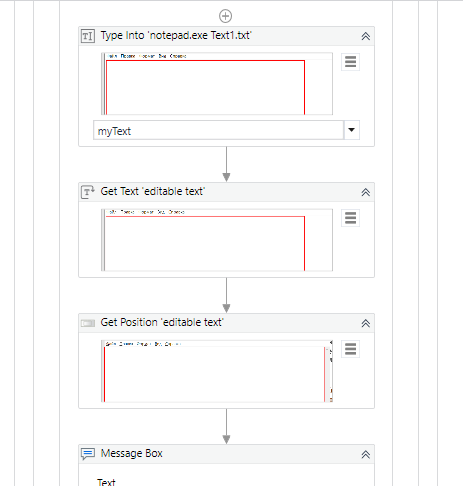 Type Into 'notepad.exe Text1.txt'
myText
Get Text 'editable text'
Get Position 'editable text'
Message Box
Text